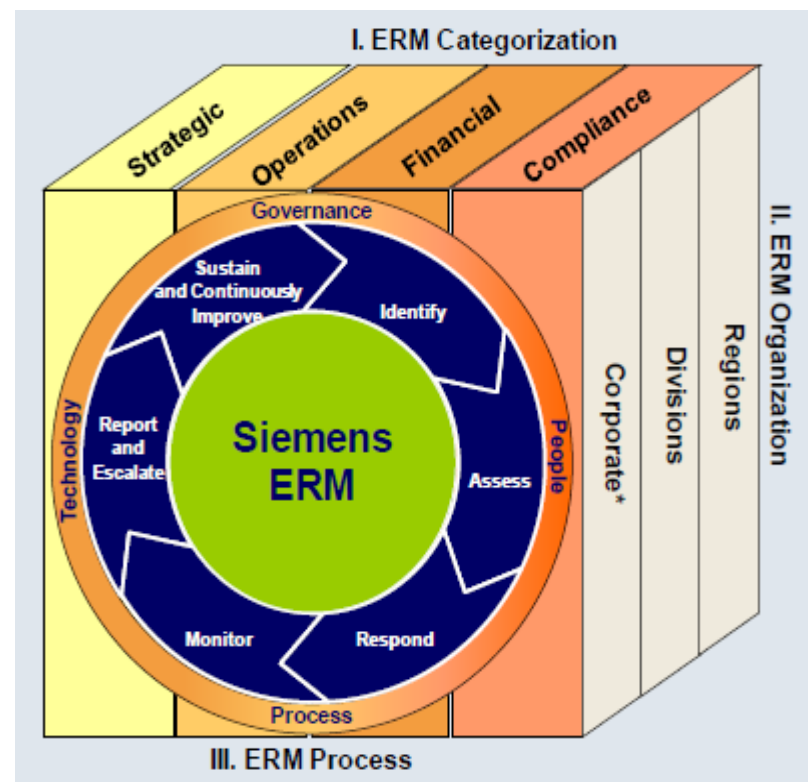 I. ERM Categorization
Strategic
Operations
Financial
Compliance
II. ERM Organization
Corporate*
Divisions
Regions
Governance
People
Process
Technology
Identify
Assess
Respond
Monitor
Report
and
Escalate
Sustain
and Continuously
Improve
Siemens
ERM
III. ERM Process